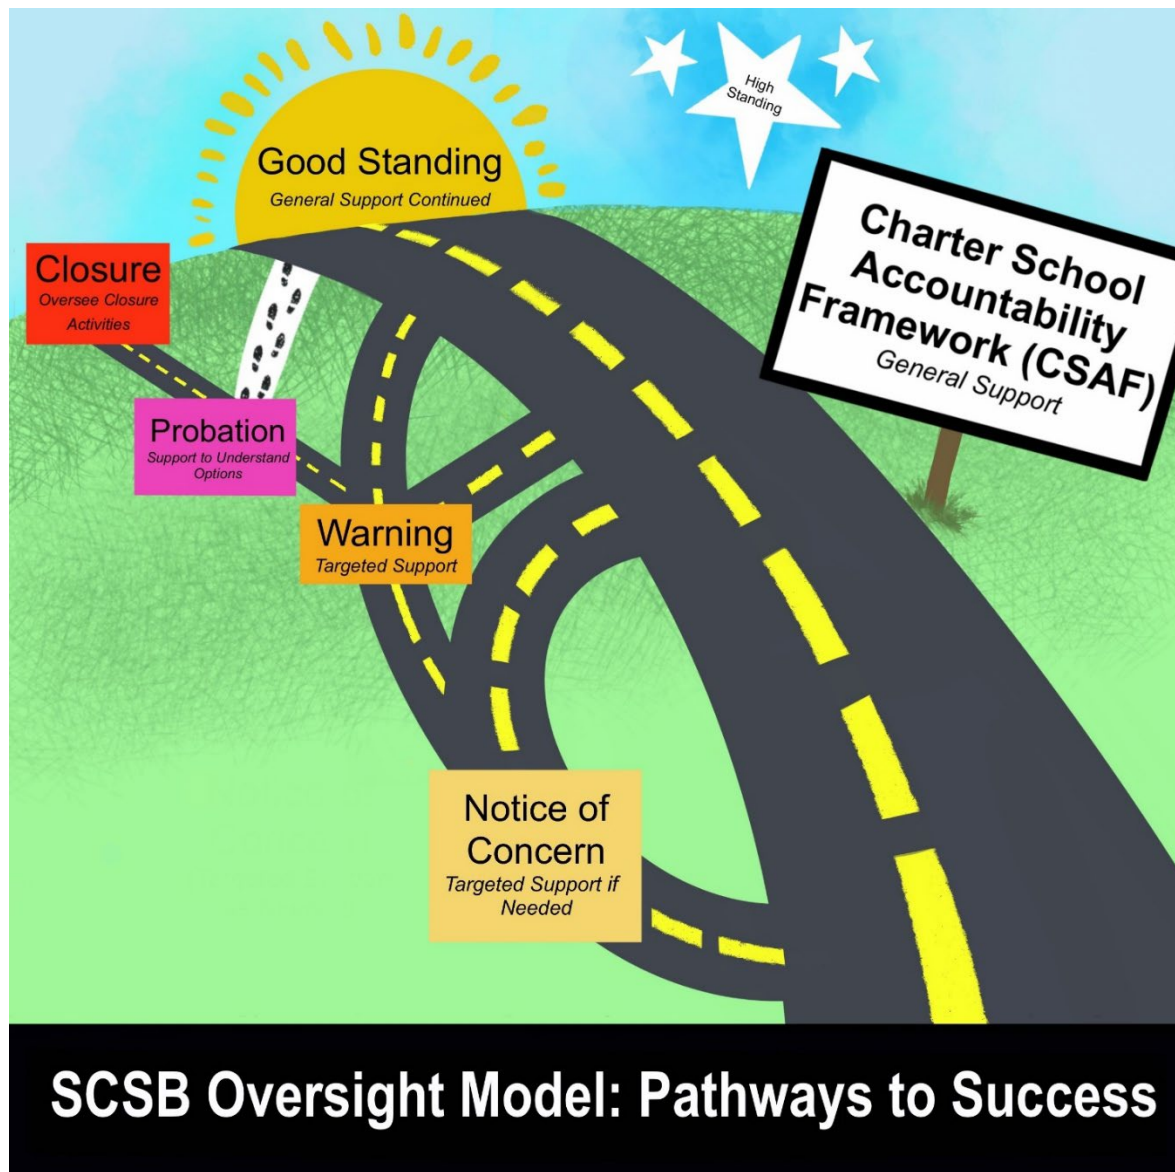 High
Standing
Good Standing
General Support Continued
Charter School
Accountability
Framework (CSAF)
General Support
Closure
Oversee Closure
Activities
Probation
Support to Understand
Options
Warning
Targeted Support
Notice of
Concern
Targeted Support if
Needed
SCSB Oversight Model: Pathways to Success